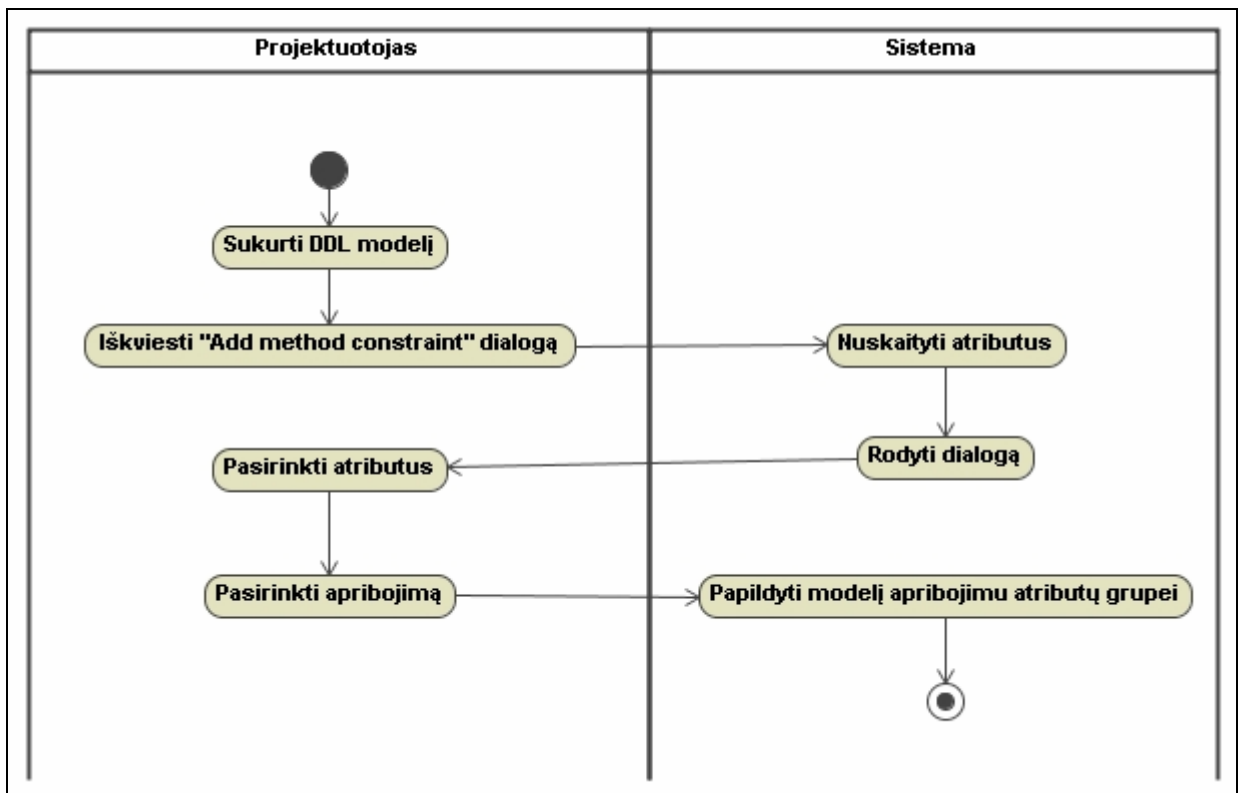 Projektuotojas
Sistema
Sukurti DDL modelį
Iškviesti "Add method constraint" dialogą
Nuskaityti atributus
Rodyti dialogą
Pasirinkti atributus
Pasirinkti apribojimą
Papildyti modelį apribojimu atributų grupei